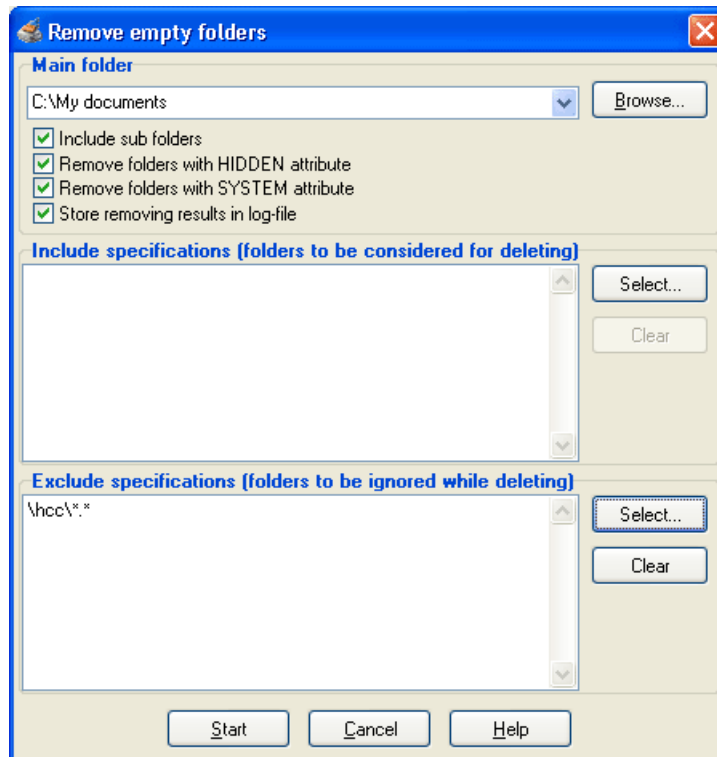 Remove empty folders
Main folder
C:\My documents
Browse...
Include sub folders
Remove folders with HIDDEN attribute
Remove folders with SYSTEM attribute
Store removing results in log-file
Include specifications (folders to be considered for deleting)
Select...
Clear
Exclude specifications (folders to be ignored while deleting)
\hcc\*.*
Select...
Clear
Start Cancel Help